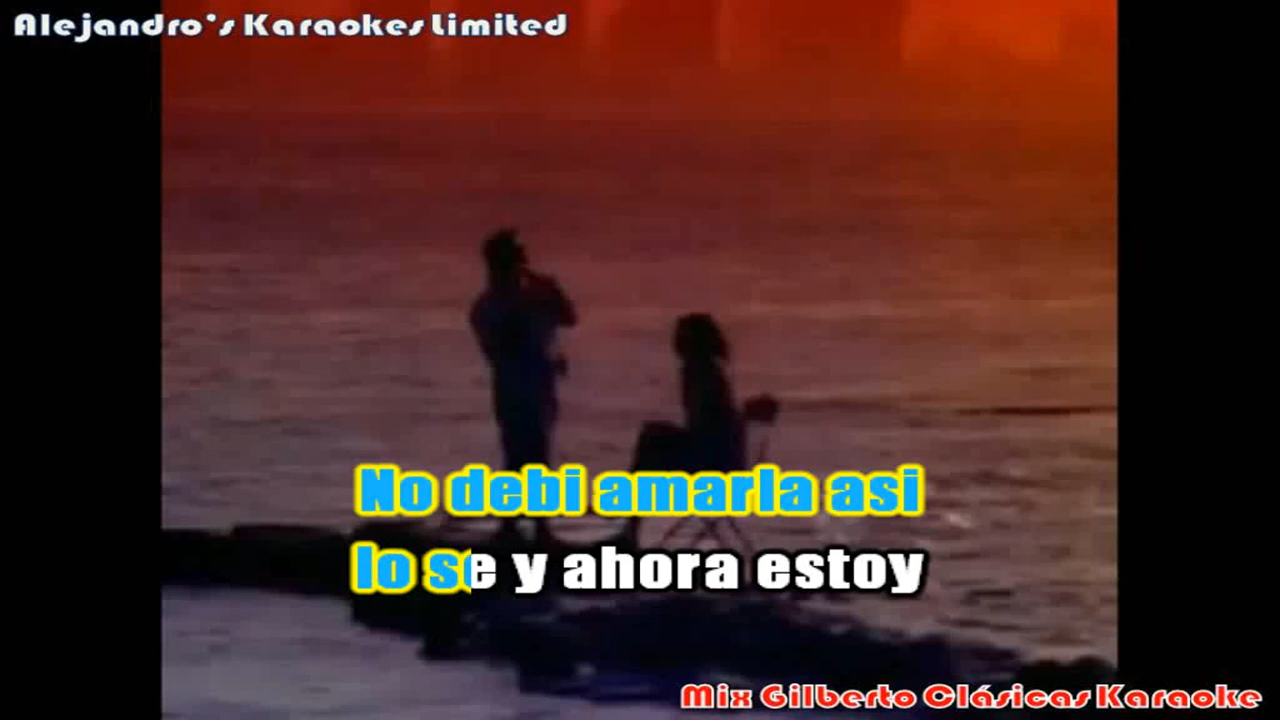 Alejandro's Karaokes Limited
No debi amarla asi
lo se y ahora estoy
Mix Gilberto Clásicas Karaoke